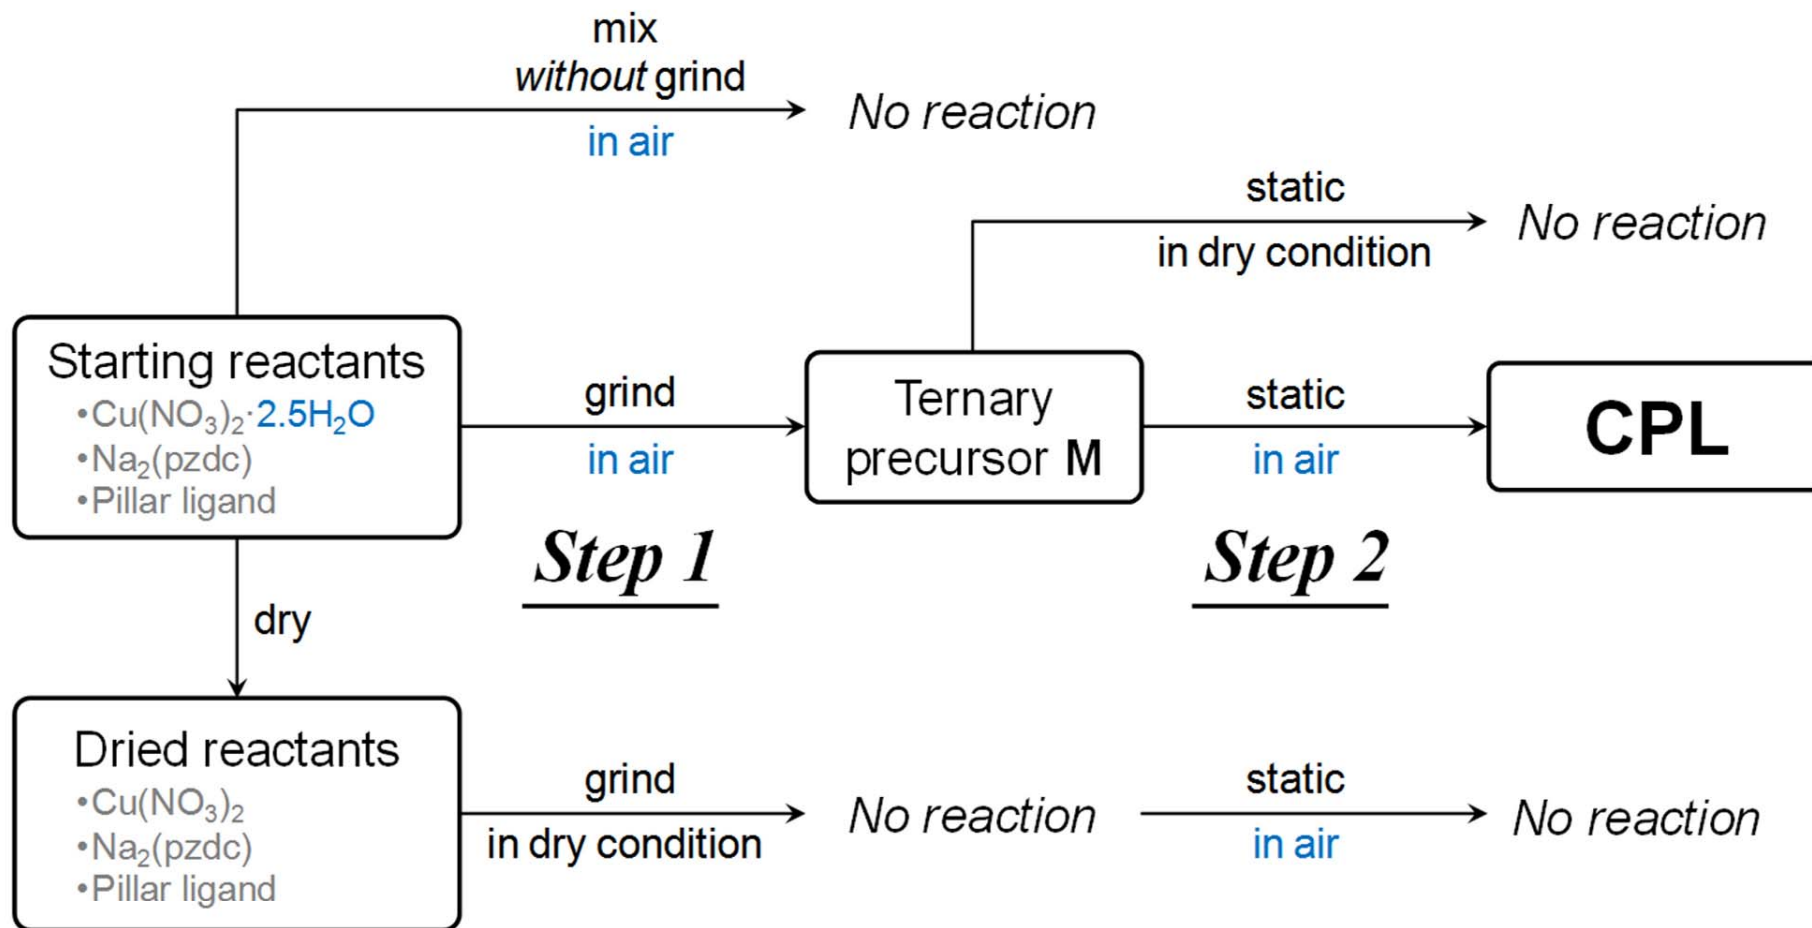 mix
without grind
in air
No reaction
static
in dry condition
No reaction
Starting reactants
•Cu(NO₃)₂·2.5H₂O
•Na₂(pzdc)
•Pillar ligand
grind
in air
Ternary
precursor M
static
in air
CPL
Step 1
Step 2
dry
Dried reactants
•Cu(NO₃)₂
•Na₂(pzdc)
•Pillar ligand
grind
in dry condition
No reaction
static
in air
No reaction